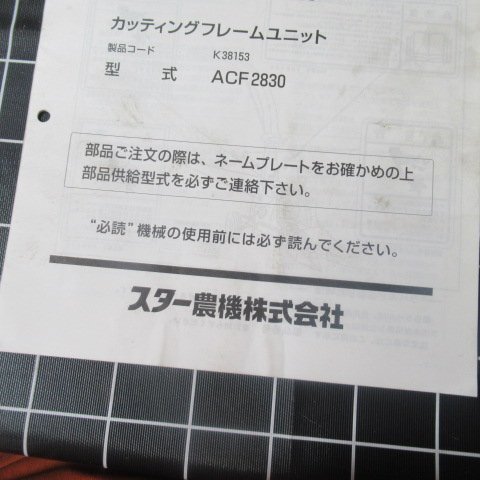 カッティングフレームユニット
製品コード K38153
型式 ACF2830
部品ご注文の際は、ネームプレートをお確かめの上
部品供給型式を必ずご連絡下さい。
“必読”機械の使用前には必ず読んでください。
スター農機株式会社